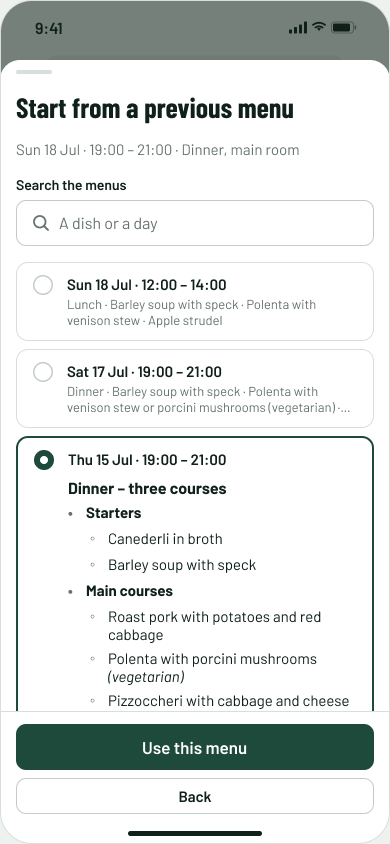 9:41
Start from a previous menu
Sun 18 Jul · 19:00 – 21:00 · Dinner, main room
Search the menus
A dish or a day
Sun 18 Jul · 12:00 – 14:00
Lunch · Barley soup with speck · Polenta with
venison stew · Apple strudel
Sat 17 Jul · 19:00 – 21:00
Dinner · Barley soup with speck · Polenta with
venison stew or porcini mushrooms (vegetarian) ·...
Thu 15 Jul · 19:00 – 21:00
Dinner – three courses
• Starters
◦ Canederli in broth
◦ Barley soup with speck
• Main courses
◦ Roast pork with potatoes and red
cabbage
◦ Polenta with porcini mushrooms
(vegetarian)
◦ Pizzoccheri with cabbage and cheese
Use this menu
Back